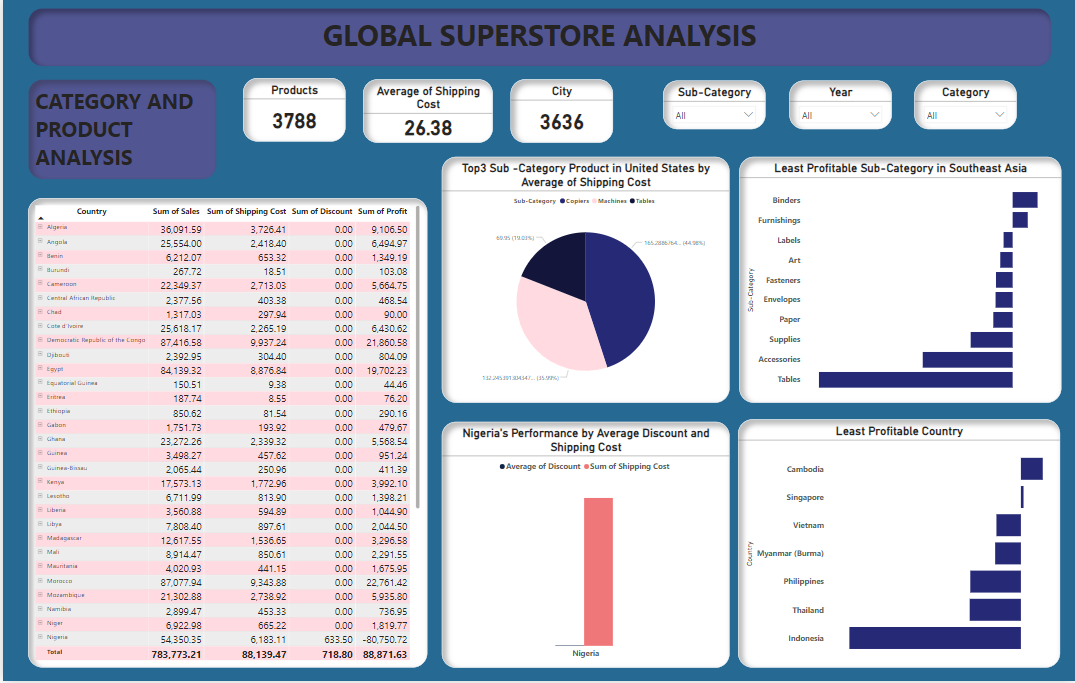 GLOBAL SUPERSTORE ANALYSIS
CATEGORY AND
PRODUCT
ANALYSIS
Products
3788
Average of Shipping
Cost
26.38
City
3636
Sub-Category
All
Year
All
Category
All
Country Sum of Sales Sum of Shipping Cost Sum of Discount Sum of Profit
Algeria 36,091.59 3,726.41 0.00 9,106.50
Angola 25,554.00 2,418.40 0.00 6,494.97
Benin 6,212.07 653.32 0.00 1,349.19
Burundi 267.72 18.51 0.00 103.08
Cameroon 22,349.37 2,713.03 0.00 5,664.75
Central African Republic 2,377.56 403.38 0.00 468.54
Chad 1,317.03 297.94 0.00 90.00
Cote d'Ivoire 25,618.17 2,265.19 0.00 6,430.62
Democratic Republic of the Congo 87,416.58 9,937.24 0.00 21,860.58
Djibouti 2,392.95 304.40 0.00 804.09
Egypt 84,139.32 8,876.84 0.00 19,702.23
Equatorial Guinea 150.51 9.38 0.00 44.46
Eritrea 187.74 8.55 0.00 76.20
Ethiopia 850.62 81.54 0.00 290.16
Gabon 1,751.73 193.92 0.00 479.67
Ghana 23,272.26 2,339.32 0.00 5,568.54
Guinea 3,498.27 457.62 0.00 951.24
Guinea-Bissau 2,065.44 250.96 0.00 411.39
Kenya 17,573.13 1,772.96 0.00 3,992.10
Lesotho 6,711.99 813.90 0.00 1,398.21
Liberia 3,560.88 594.89 0.00 1,044.90
Libya 7,808.40 897.61 0.00 2,044.50
Madagascar 12,617.55 1,536.65 0.00 3,296.58
Mali 8,914.47 850.61 0.00 2,291.55
Mauritania 4,020.93 441.15 0.00 1,675.95
Morocco 87,077.94 9,343.88 0.00 22,761.42
Mozambique 21,302.88 2,738.92 0.00 5,935.80
Namibia 2,899.47 453.33 0.00 736.95
Niger 6,922.98 665.22 0.00 1,819.77
Nigeria 54,350.35 6,183.11 633.50 -80,750.72
Total 783,773.21 88,139.47 718.80 88,871.63
Top3 Sub -Category Product in United States by
Average of Shipping Cost
Sub-Category Copiers Machines Tables
69.95 (19.03%)
165.2886764... (44.98%)
132.245391304347... (35.99%)
Least Profitable Sub-Category in Southeast Asia
Sub-Category
Binders
Furnishings
Labels
Art
Fasteners
Envelopes
Paper
Supplies
Accessories
Tables
Nigeria's Performance by Average Discount and
Shipping Cost
Average of Discount Sum of Shipping Cost
Nigeria
Least Profitable Country
Country
Cambodia
Singapore
Vietnam
Myanmar (Burma)
Philippines
Thailand
Indonesia